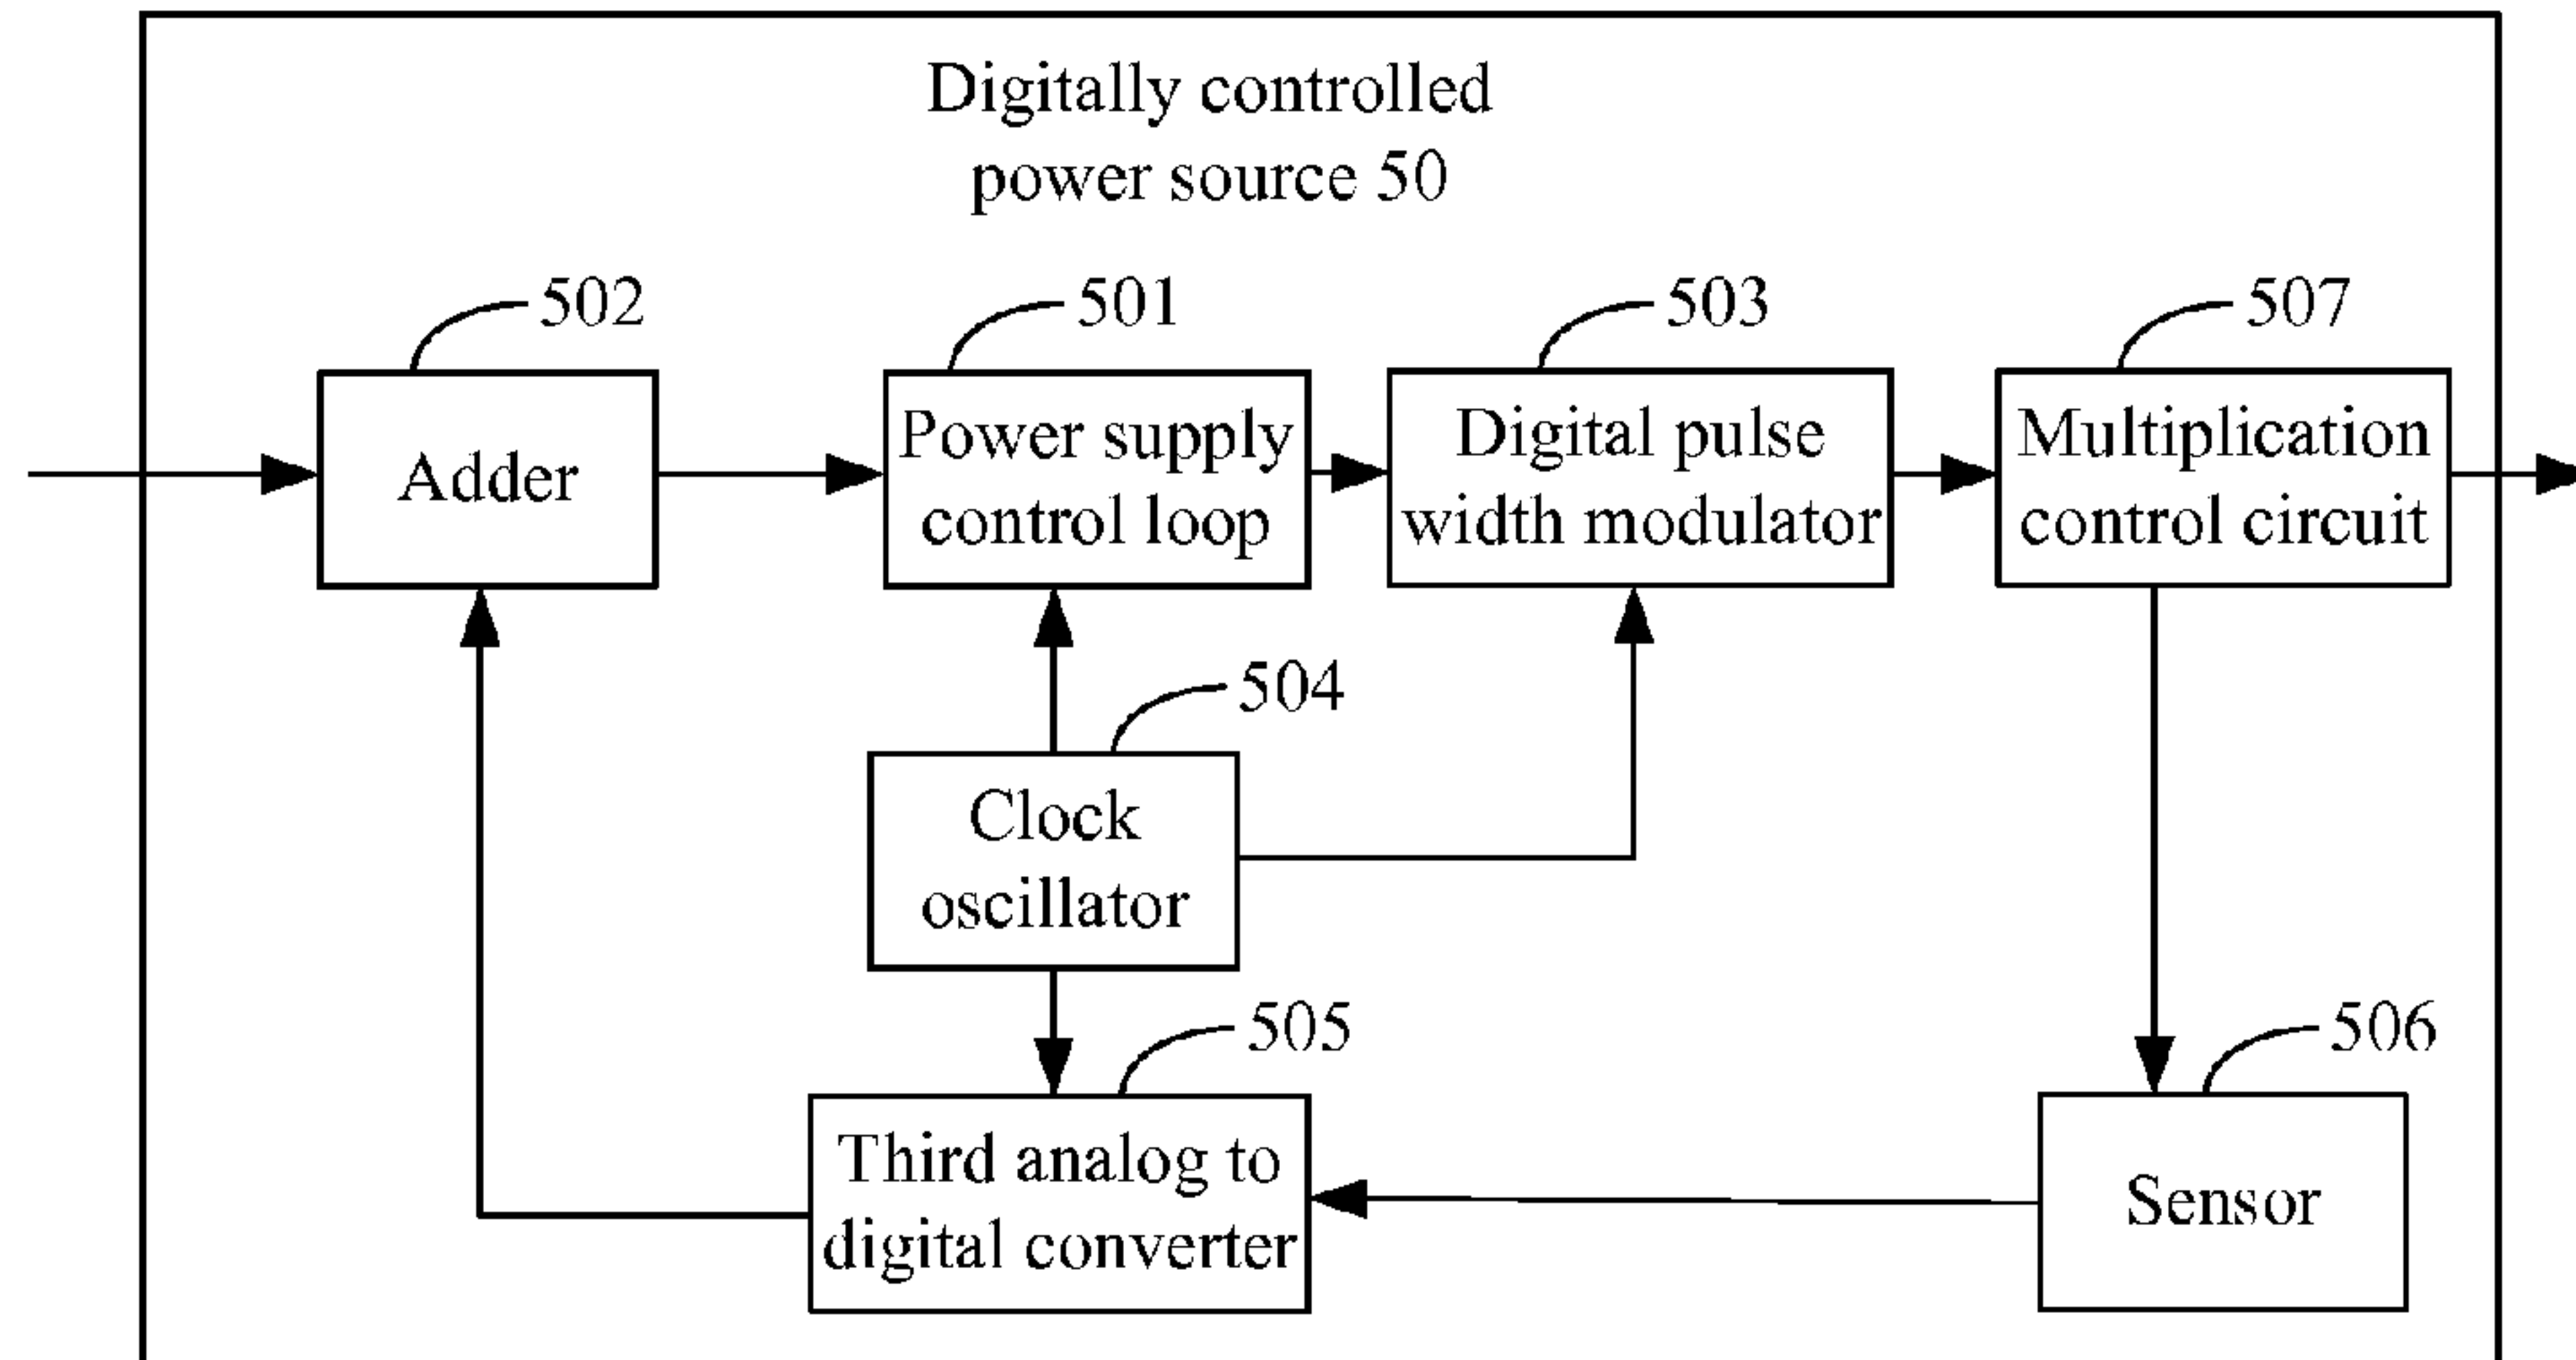 Digitally controlled
power source 50
502
501
503
507
Adder
Power supply
control loop
Digital pulse
width modulator
Multiplication
control circuit
504
Clock
oscillator
505
506
Third analog to
digital converter
Sensor